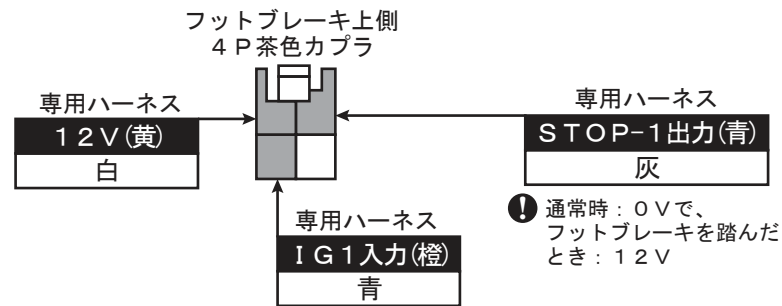 フットブレーキ上側
４Ｐ茶色カプラ
専用ハーネス
１２Ｖ(黄)
白
専用ハーネス
ＳＴＯＰ−１出力(青)
灰
通常時：０Ｖで、
フットブレーキを踏んだ
とき：１２Ｖ
専用ハーネス
ＩＧ１入力(橙)
青